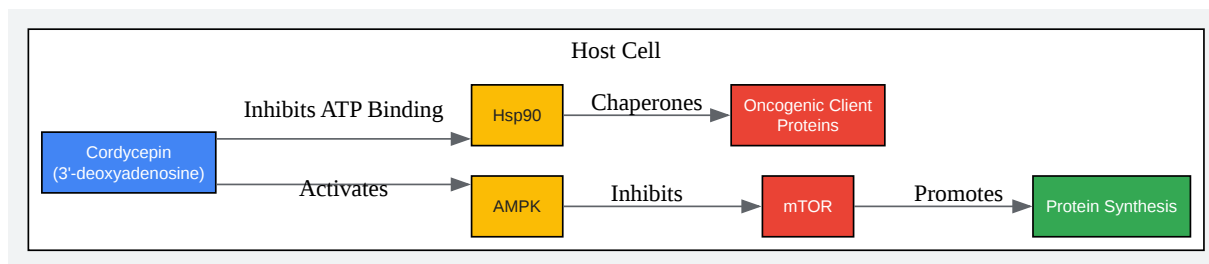 Host Cell
Inhibits ATP Binding
Hsp90
Chaperones
Oncogenic Client
Proteins
Cordycepin
(3'-deoxyadenosine)
Activates
AMPK
Inhibits
mTOR
Promotes
Protein Synthesis